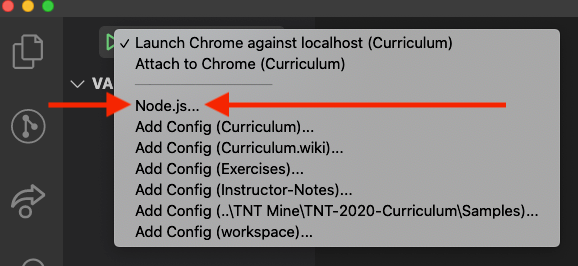 ✓ Launch Chrome against localhost (Curriculum)
Attach to Chrome (Curriculum)
VA
Node.js...
Add Config (Curriculum)...
Add Config (Curriculum.wiki)...
Add Config (Exercises)...
Add Config (Instructor-Notes)...
Add Config (..\TNT Mine\TNT-2020-Curriculum\Samples)...
Add Config (workspace)...